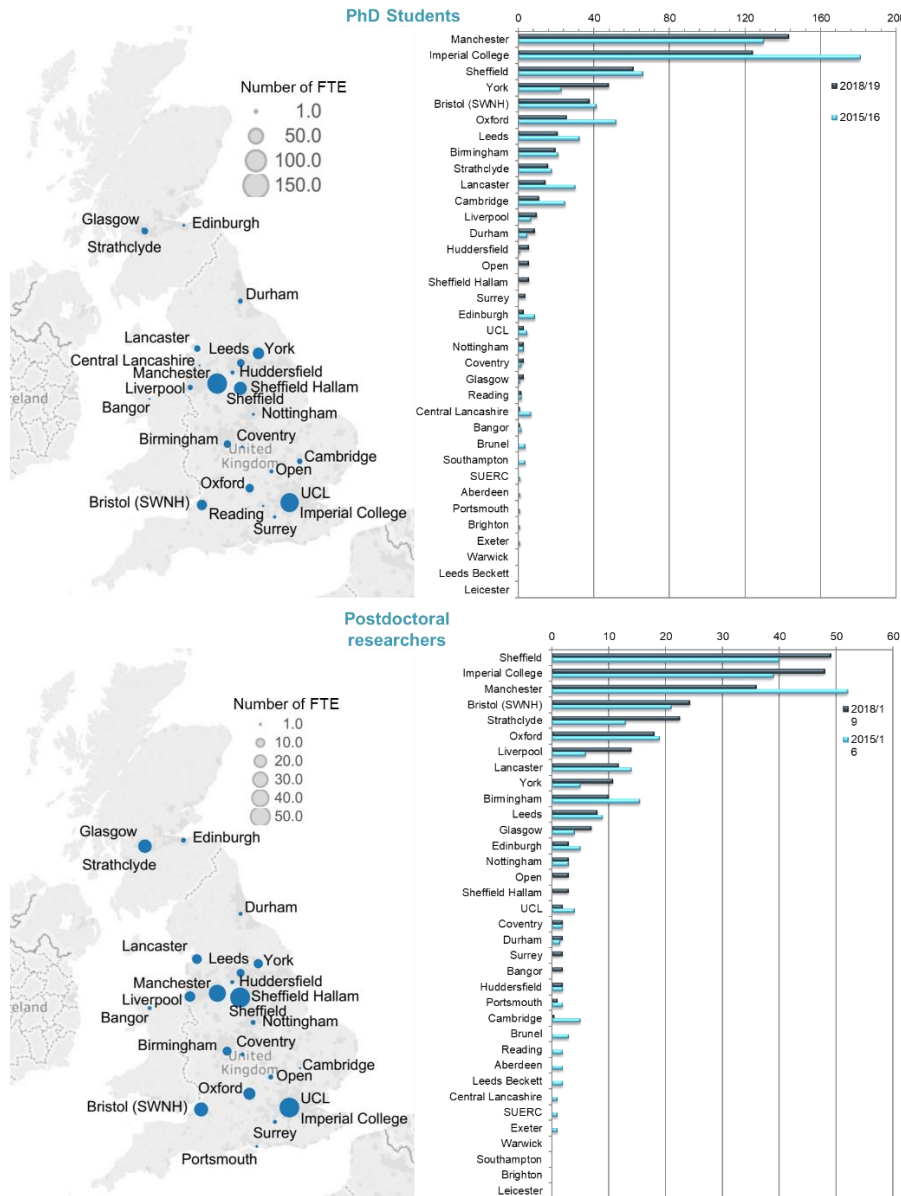 PhD Students
Number of FTE
1.0
50.0
100.0
150.0
Glasgow
Edinburgh
Strathclyde
Durham
Lancaster
Leeds
York
Central Lancashire
Manchester
Huddersfield
Liverpool
Sheffield Hallam
Sheffield
Bangor
Nottingham
Birmingham
Coventry
United
Kingdom
Cambridge
Open
Oxford
UCL
Bristol (SWNH)
Imperial College
Reading
Surrey
reland
0
40
80
120
160
200
Manchester
Imperial College
Sheffield
York
Bristol (SWNH)
Oxford
Leeds
Birmingham
Strathclyde
Lancaster
Cambridge
Liverpool
Durham
Huddersfield
Open
Sheffield Hallam
Surrey
Edinburgh
UCL
Nottingham
Coventry
Glasgow
Reading
Central Lancashire
Bangor
Brunel
Southampton
SUERC
Aberdeen
Portsmouth
Brighton
Exeter
Warwick
Leeds Beckett
Leicester
2018/19
2015/16
Postdoctoral
researchers
Number of FTE
1.0
10.0
20.0
30.0
40.0
50.0
Glasgow
Edinburgh
Strathclyde
Durham
Lancaster
Leeds
York
Manchester
Huddersfield
Liverpool
Sheffield Hallam
Sheffield
Bangor
Nottingham
Birmingham
Coventry
United
Kingdom
Cambridge
Open
Oxford
UCL
Bristol (SWNH)
Imperial College
Surrey
Portsmouth
reland
0
10
20
30
40
50
60
Sheffield
Imperial College
Manchester
Bristol (SWNH)
Strathclyde
Oxford
Liverpool
Lancaster
York
Birmingham
Leeds
Glasgow
Edinburgh
Nottingham
Open
Sheffield Hallam
UCL
Coventry
Durham
Surrey
Bangor
Huddersfield
Portsmouth
Cambridge
Brunel
Reading
Aberdeen
Leeds Beckett
Central Lancashire
SUERC
Exeter
Warwick
Southampton
Brighton
Leicester
2018/1
9
2015/1
6